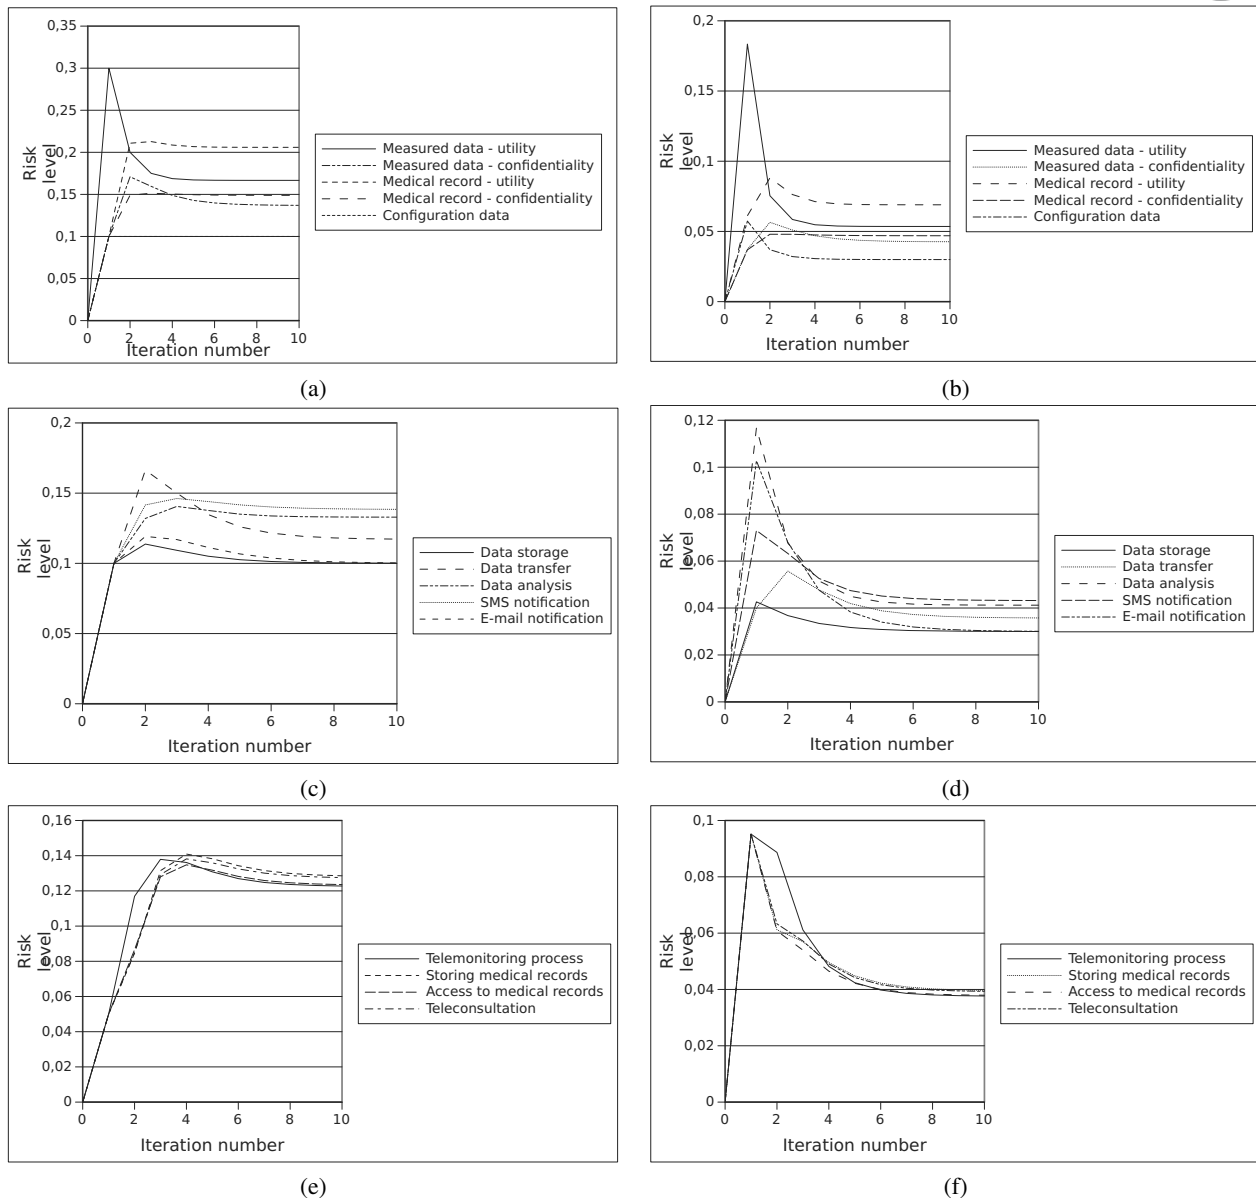 0,35
0,3
0,25
0,2
0,15
0,1
0,05
0
0 2 4 6 8 10
Risk
level
Iteration number
Measured data - utility
Measured data - confidentiality
Medical record - utility
Medical record - confidentiality
Configuration data
(a)
0,2
0,15
0,1
0,05
0
0 2 4 6 8 10
Risk
level
Iteration number
Measured data - utility
Measured data - confidentiality
Medical record - utility
Medical record - confidentiality
Configuration data
(b)
0,2
0,15
0,1
0,05
0
0 2 4 6 8 10
Risk
level
Iteration number
Data storage
Data transfer
Data analysis
SMS notification
E-mail notification
(c)
0,12
0,1
0,08
0,06
0,04
0,02
0
0 2 4 6 8 10
Risk
level
Iteration number
Data storage
Data transfer
Data analysis
SMS notification
E-mail notification
(d)
0,16
0,14
0,12
0,1
0,08
0,06
0,04
0,02
0
0 2 4 6 8 10
Risk
level
Iteration number
Telemonitoring process
Storing medical records
Access to medical records
Teleconsultation
(e)
0,1
0,08
0,06
0,04
0,02
0
0 2 4 6 8 10
Risk
level
Iteration number
Telemonitoring process
Storing medical records
Access to medical records
Teleconsultation
(f)